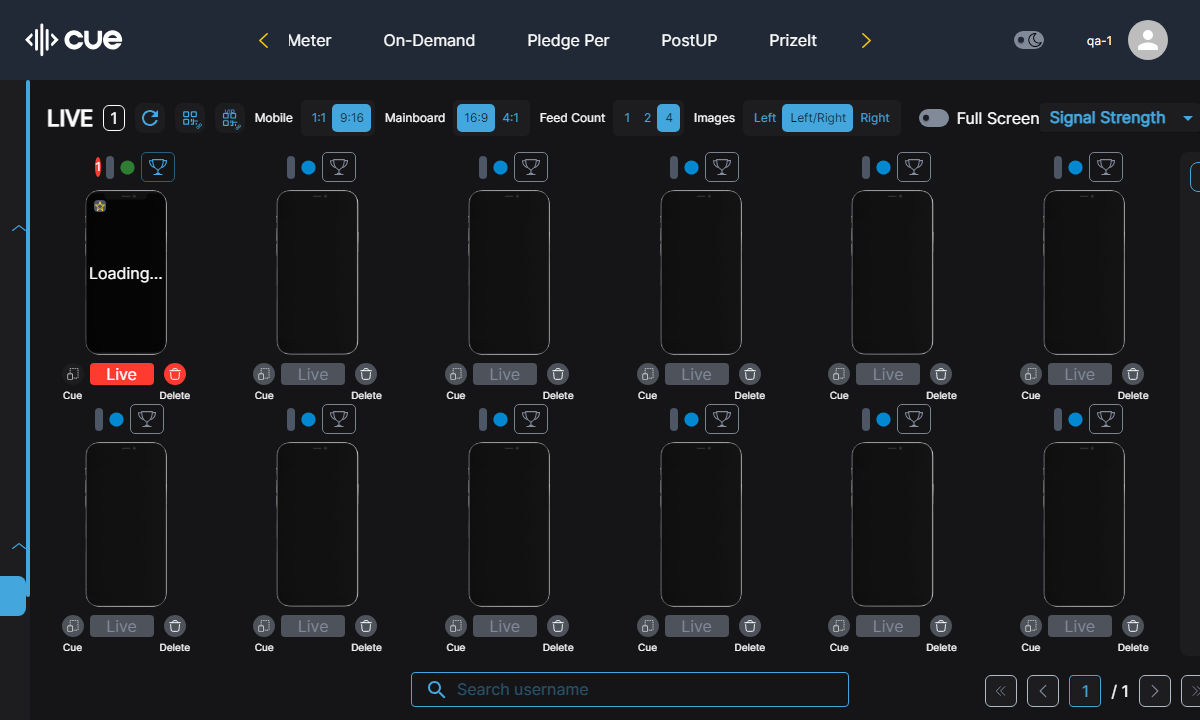 cue
Meter On-Demand Pledge Per PostUP PrizeIt
qa-1
LIVE 1 Mobile 1:1 9:16 Mainboard 16:9 4:1 Feed Count 1 2 4 Images Left Left/Right Right Full Screen Signal Strength
1
Loading...
Live Live Live Live Live Live
Cue Delete Cue Delete Cue Delete Cue Delete Cue Delete Cue Delete
Live Live Live Live Live Live
Cue Delete Cue Delete Cue Delete Cue Delete Cue Delete Cue Delete
Search username
1 / 1